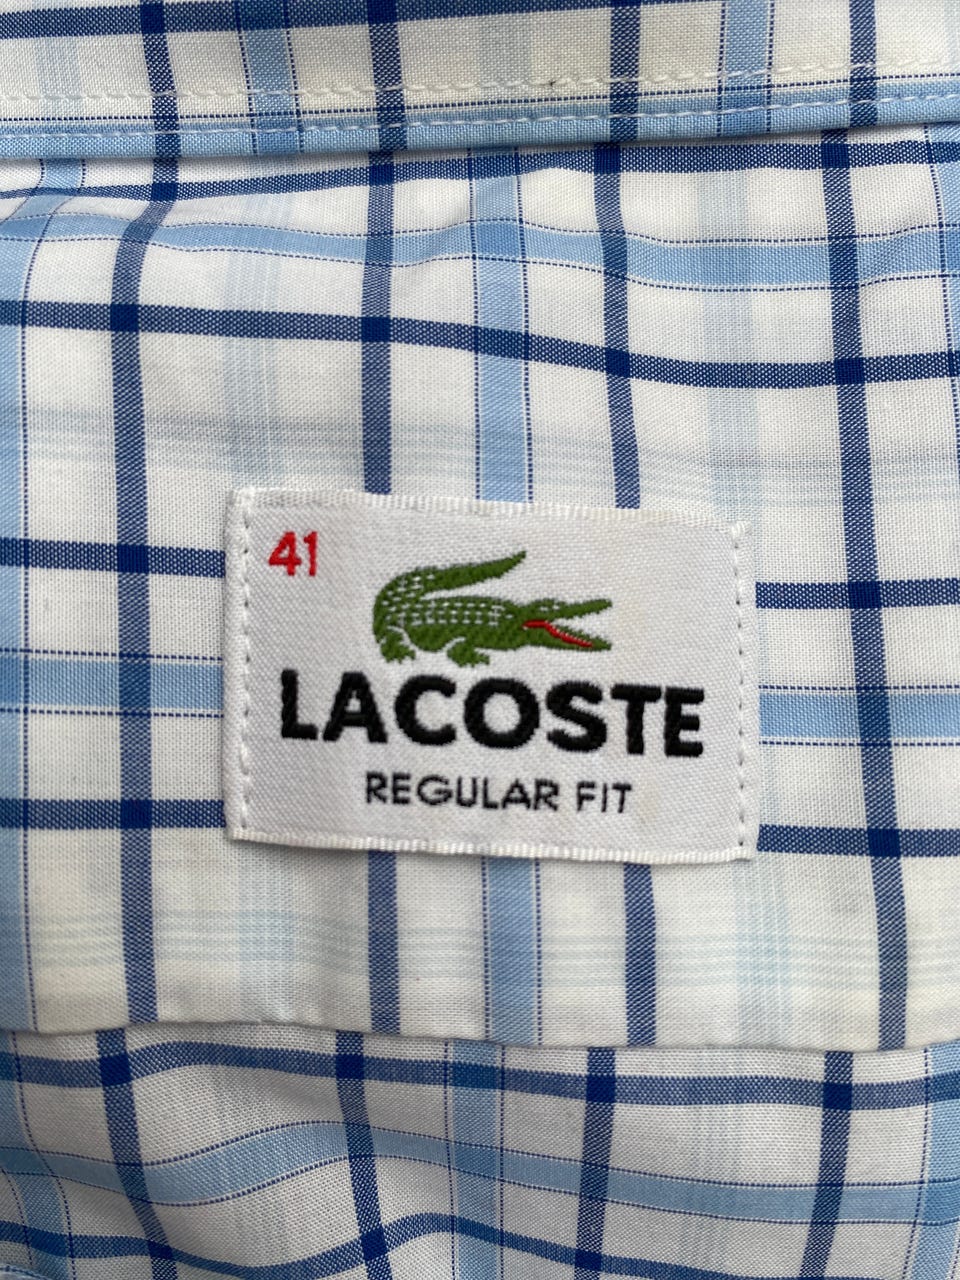 41
LACOSTE
REGULAR FIT